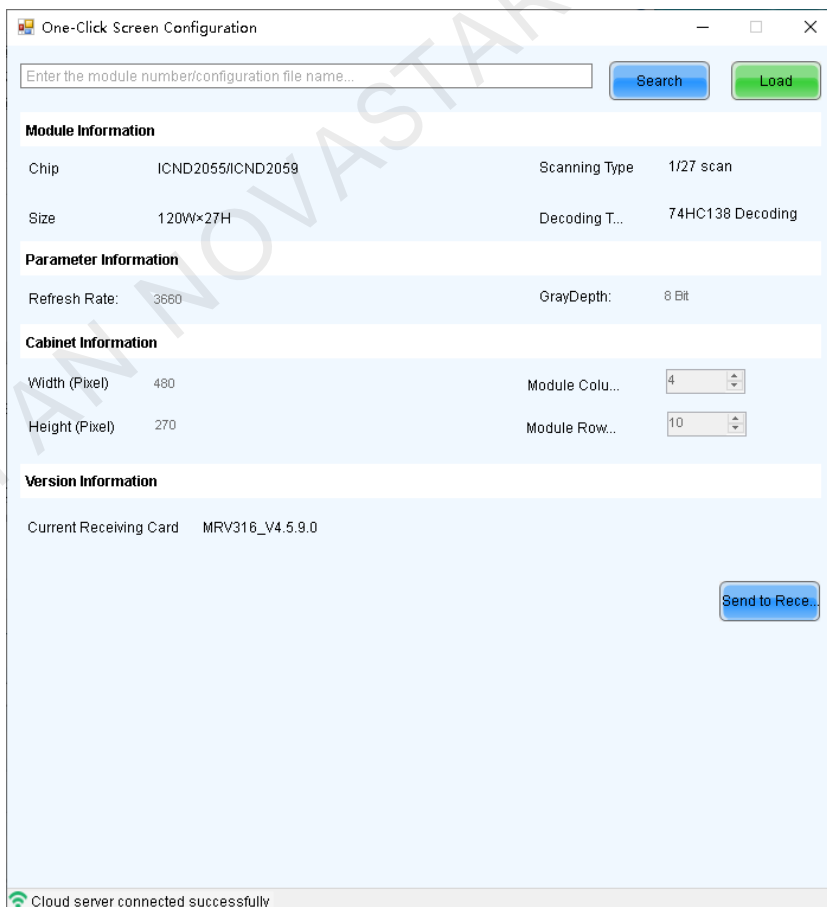 One-Click Screen Configuration
Enter the module number/configuration file name...
Search
Load
Module Information
Chip ICND2055/ICND2059 Scanning Type 1/27 scan
Size 120W×27H Decoding T... 74HC138 Decoding
Parameter Information
Refresh Rate: 3660 GrayDepth: 8 Bit
Cabinet Information
Width (Pixel) 480 Module Colu... 4
Height (Pixel) 270 Module Row... 10
Version Information
Current Receiving Card MRV316_V4.5.9.0
Send to Rece...
Cloud server connected successfully
AN NOVASTAR